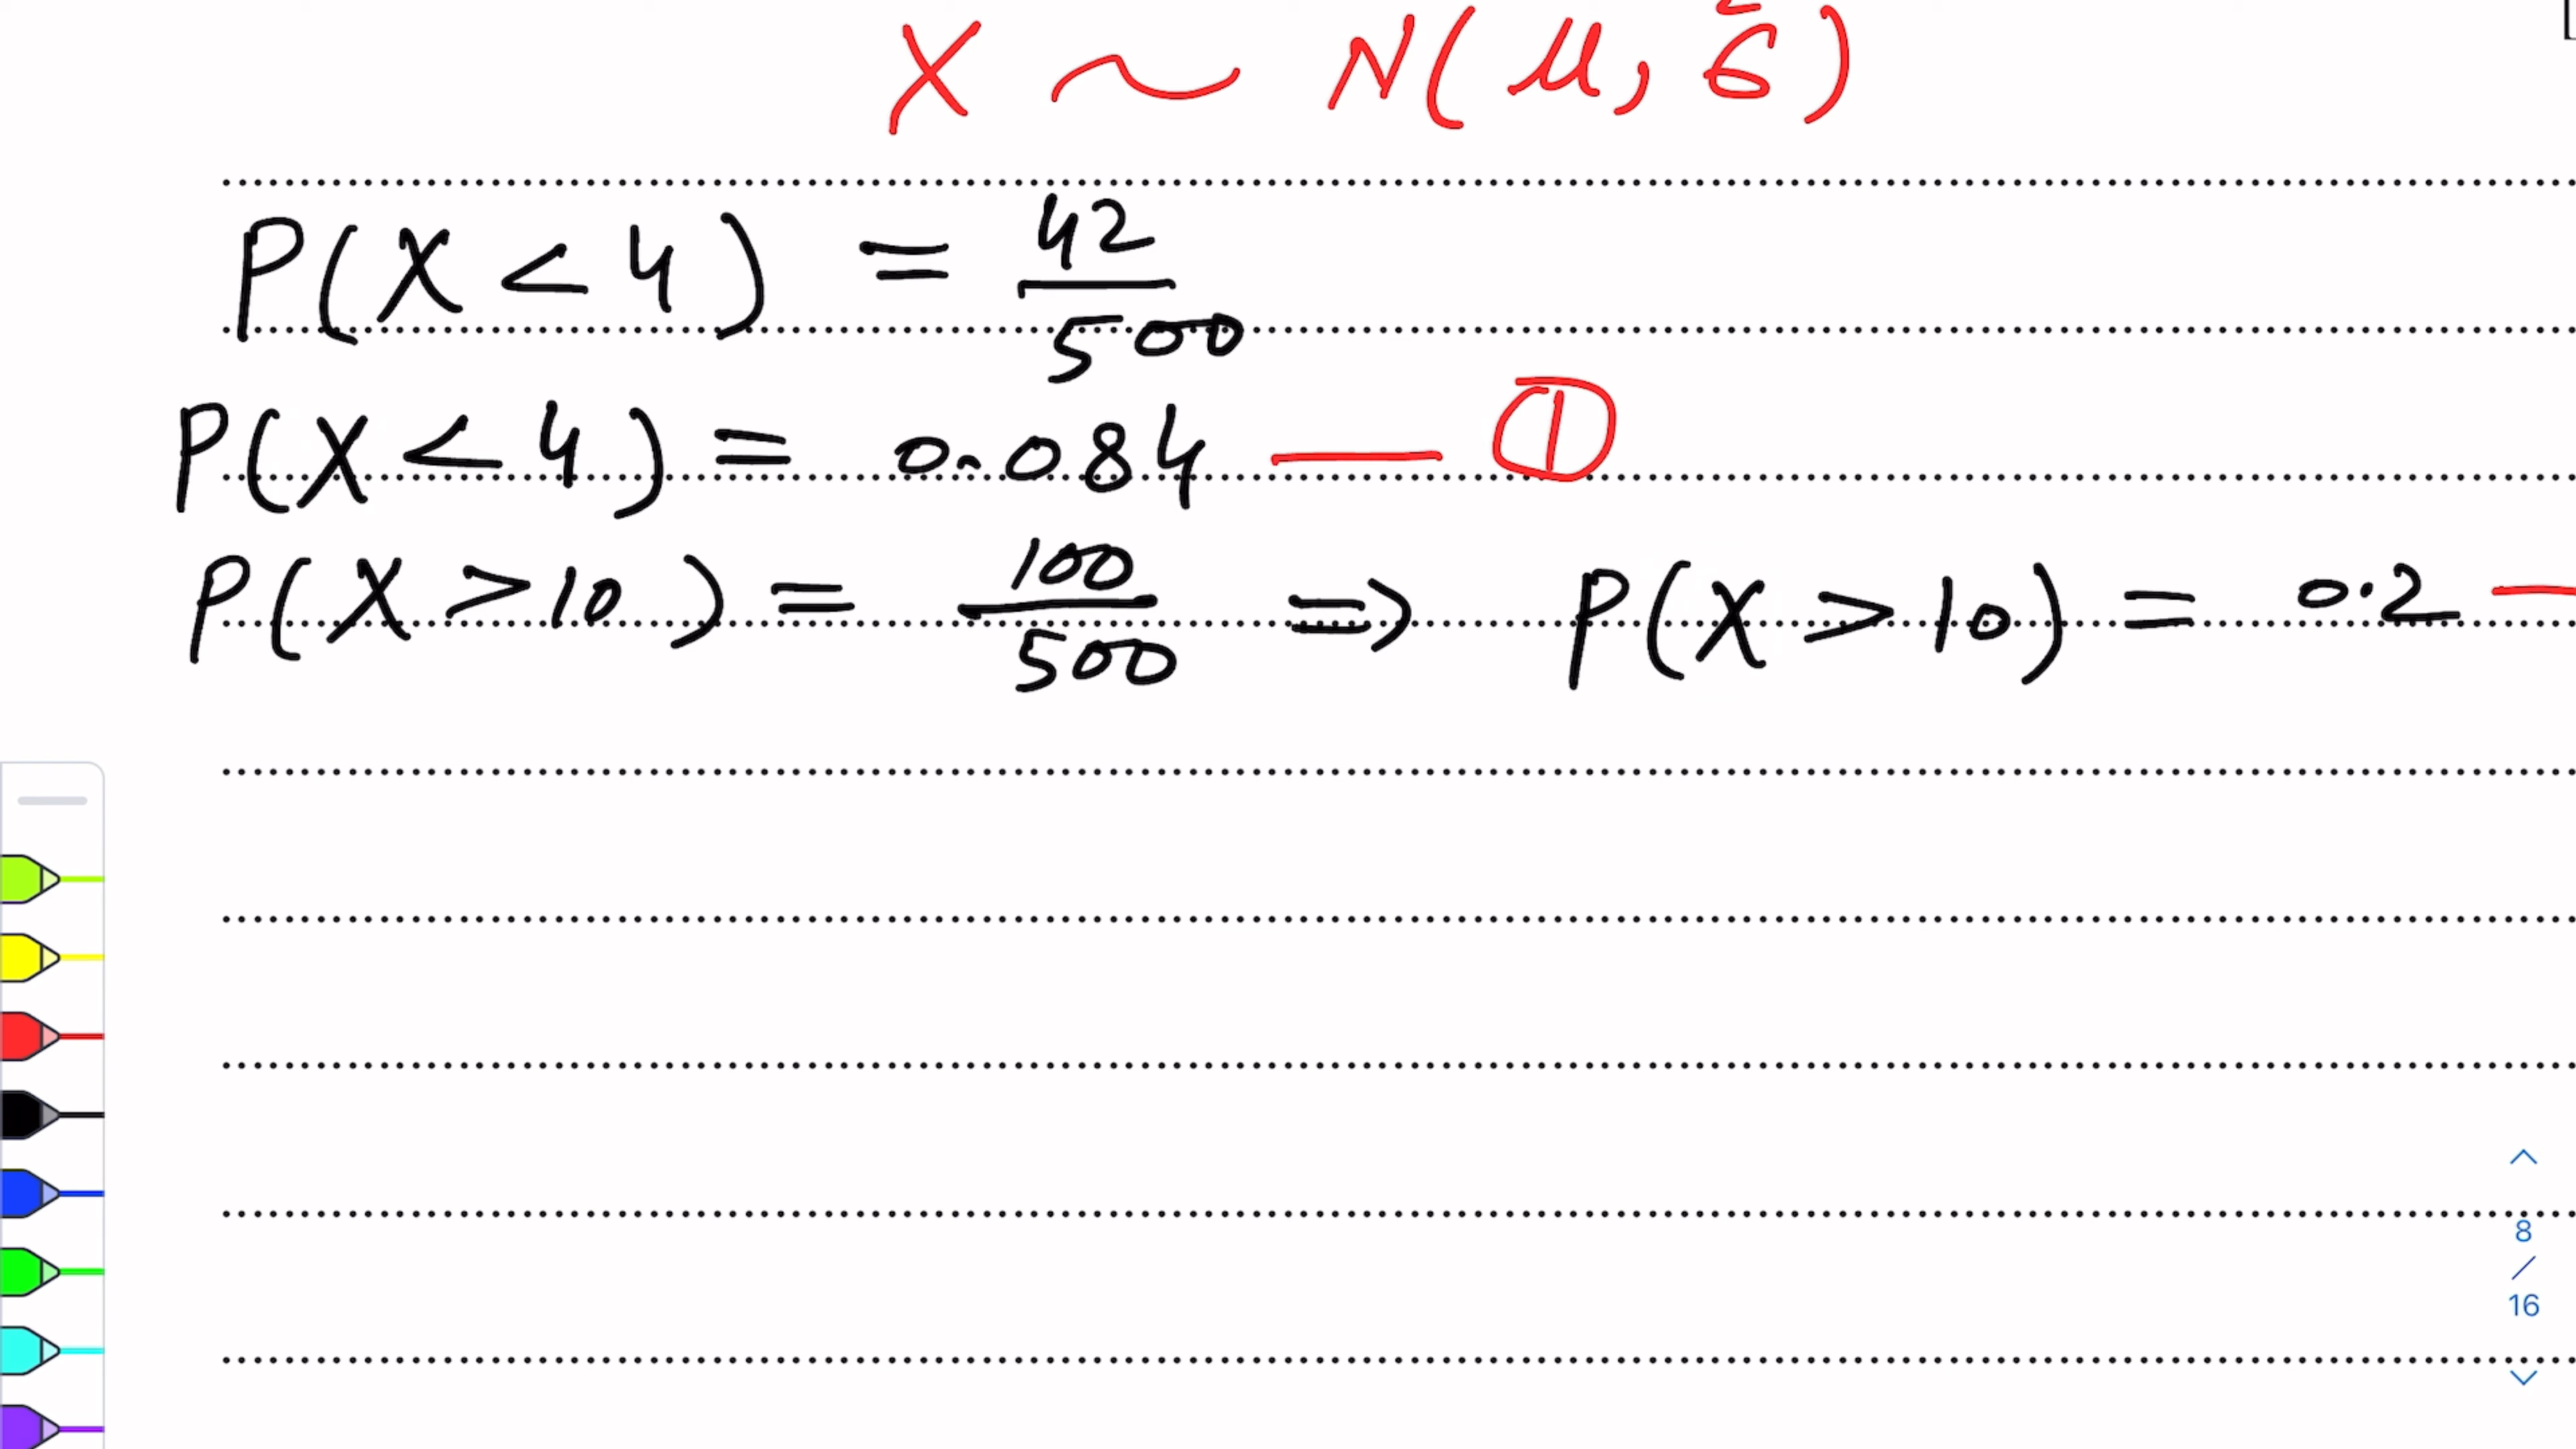 X ~ N(μ, σ²)
P(X < 4) = 42/500
P(X < 4) = 0.084 — ①
P(X > 10) = 100/500 ⇒ P(X > 10) = 0.2 —
8
/
16